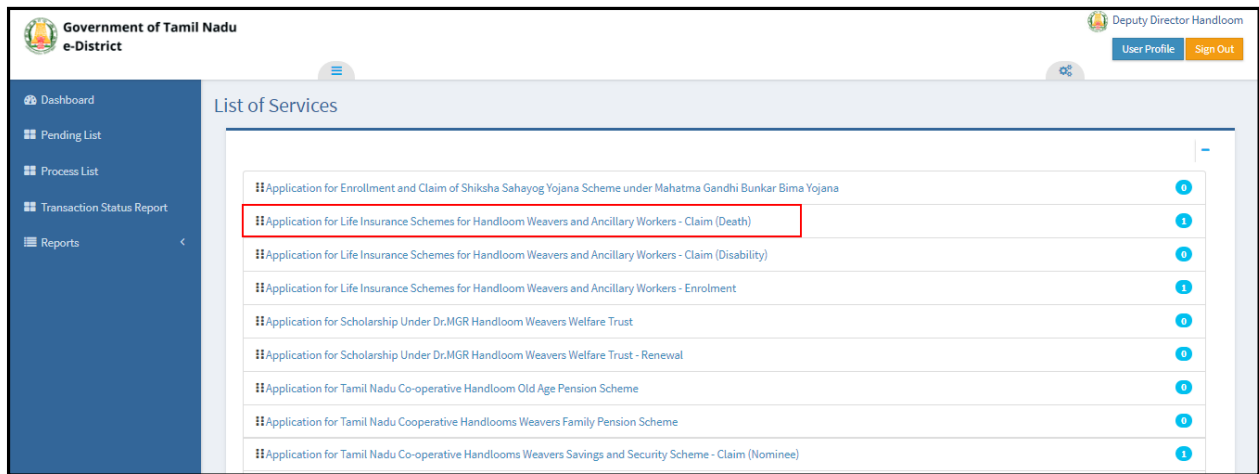 Government of Tamil Nadu
e-District
Deputy Director Handloom
User Profile Sign Out
Dashboard
Pending List
Process List
Transaction Status Report
Reports
List of Services
Application for Enrollment and Claim of Shiksha Sahayog Yojana Scheme under Mahatma Gandhi Bunkar Bima Yojana 0
Application for Life Insurance Schemes for Handloom Weavers and Ancillary Workers - Claim (Death) 1
Application for Life Insurance Schemes for Handloom Weavers and Ancillary Workers - Claim (Disability) 0
Application for Life Insurance Schemes for Handloom Weavers and Ancillary Workers - Enrolment 1
Application for Scholarship Under Dr.MGR Handloom Weavers Welfare Trust 0
Application for Scholarship Under Dr.MGR Handloom Weavers Welfare Trust - Renewal 0
Application for Tamil Nadu Co-operative Handloom Old Age Pension Scheme 0
Application for Tamil Nadu Cooperative Handlooms Weavers Family Pension Scheme 0
Application for Tamil Nadu Co-operative Handlooms Weavers Savings and Security Scheme - Claim (Nominee) 1